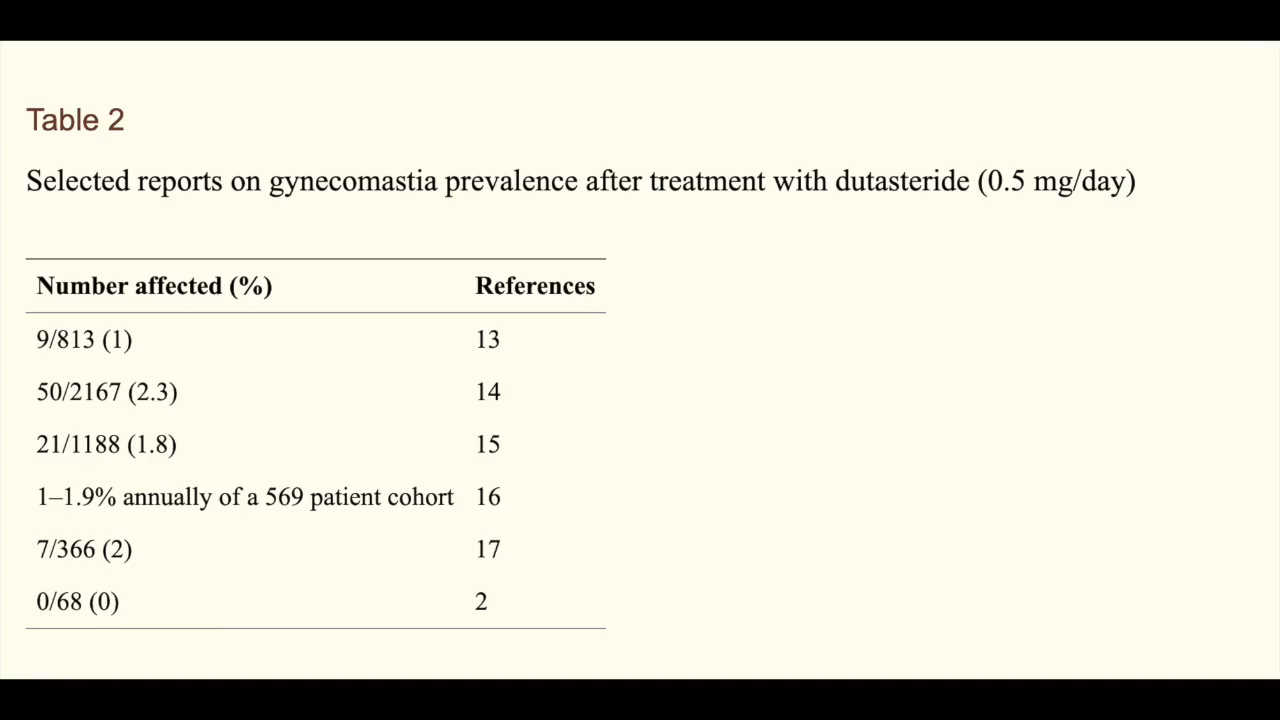 Table 2
Selected reports on gynecomastia prevalence after treatment with dutasteride (0.5 mg/day)
Number affected (%) References
9/813 (1) 13
50/2167 (2.3) 14
21/1188 (1.8) 15
1–1.9% annually of a 569 patient cohort 16
7/366 (2) 17
0/68 (0) 2